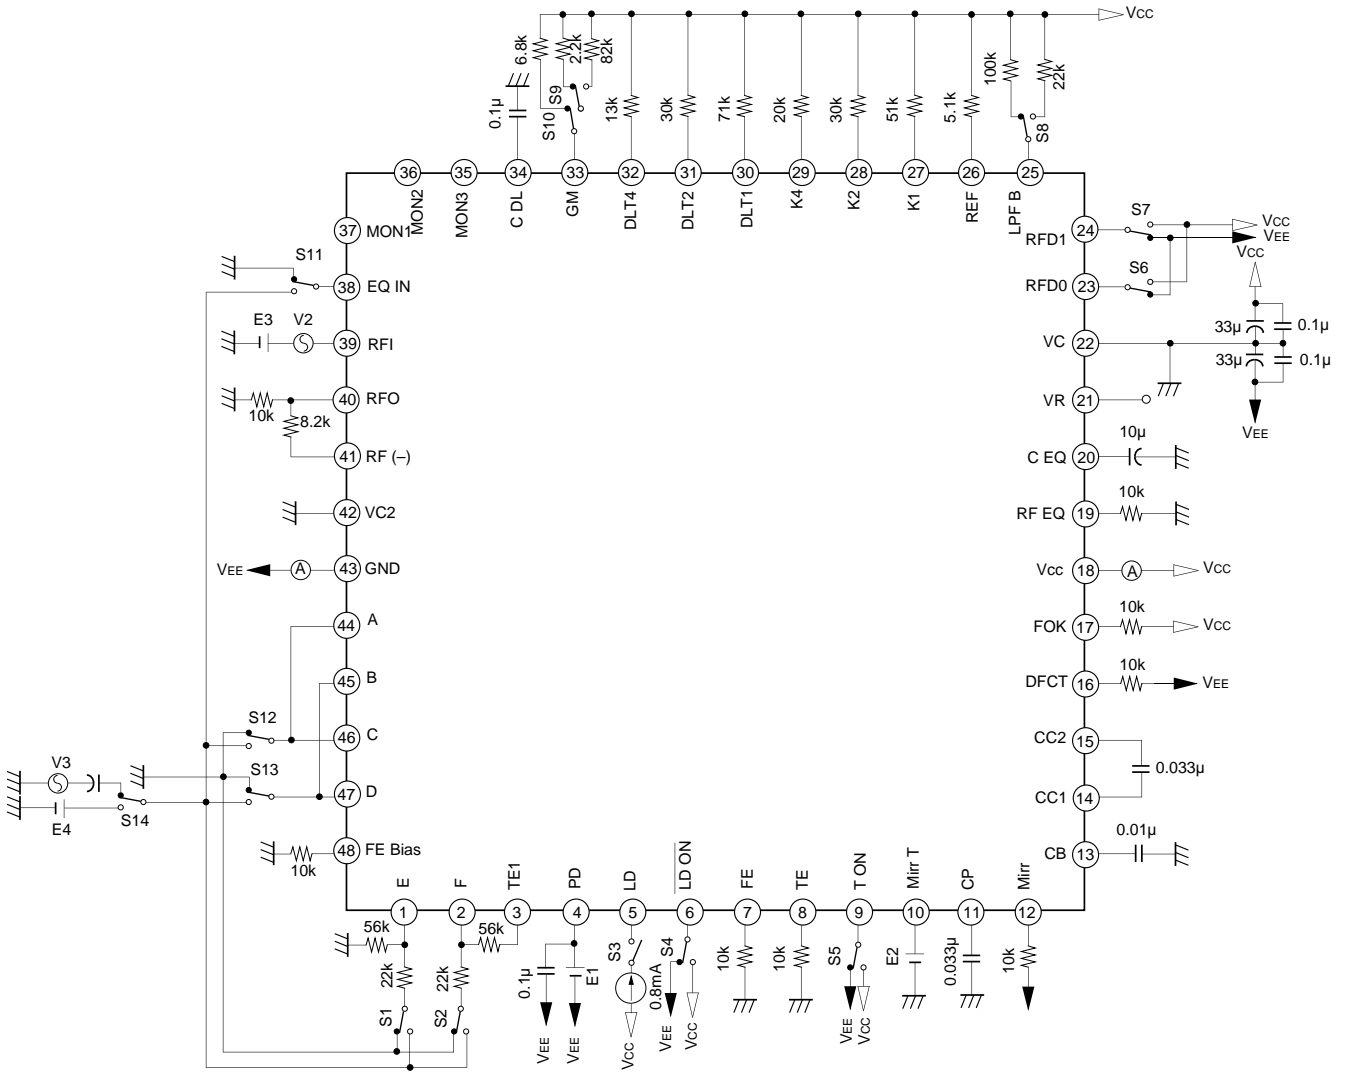 VCC
6.8k
2.2k
82k
100k
22k
0.1µ
S10
S9
13k
30k
71k
20k
30k
51k
5.1k
S8
36
35
34
33
32
31
30
29
28
27
26
25
MON2
MON3
C DL
GM
DLT4
DLT2
DLT1
K4
K2
K1
REF
LPF B
37 MON1
RFD1 24
S7
VCC
VEE
S11
38 EQ IN
RFD0 23
S6
VCC
E3
V2
39 RFI
VC 22
33µ
0.1µ
33µ
0.1µ
VEE
10k
8.2k
40 RFO
VR 21
41 RF (–)
C EQ 20
10µ
42 VC2
RF EQ 19
10k
VEE
A
43 GND
Vcc 18
A
VCC
44 A
FOK 17
10k
VCC
45 B
DFCT 16
10k
VEE
S12
46 C
CC2 15
0.033µ
V3
E4
S14
S13
47 D
CC1 14
10k
48 FE Bias
CB 13
0.01µ
E
F
TE1
PD
LD
LD ON
FE
TE
T ON
Mirr T
CP
Mirr
1
2
3
4
5
6
7
8
9
10
11
12
56k
56k
22k
22k
S1
S2
0.1µ
E1
VEE
VEE
S3
0.8mA
VCC
S4
VEE
VCC
10k
10k
S5
VEE
VCC
E2
0.033µ
10k